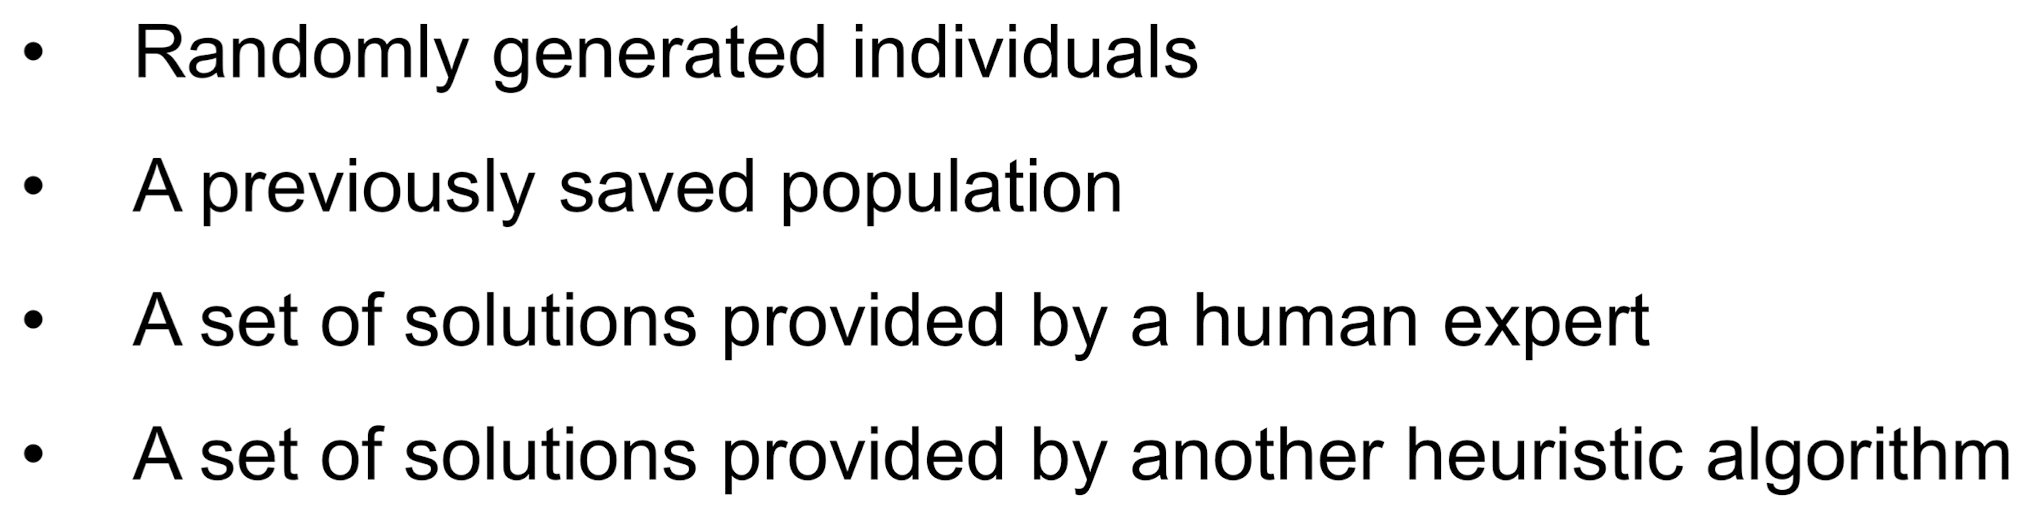 • Randomly generated individuals
• A previously saved population
• A set of solutions provided by a human expert
• A set of solutions provided by another heuristic algorithm